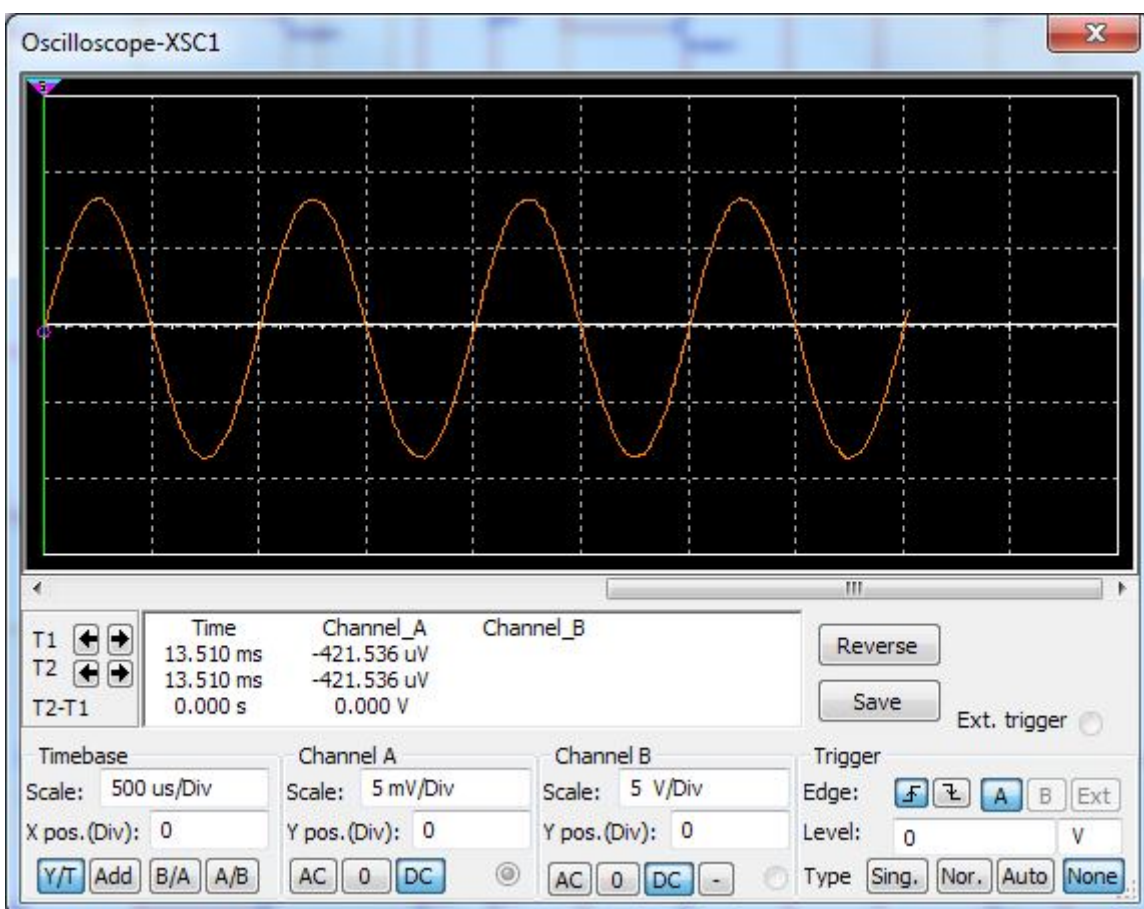 Oscilloscope-XSC1
Time Channel_A Channel_B
T1 13.510 ms -421.536 uV
T2 13.510 ms -421.536 uV
T2-T1 0.000 s 0.000 V
Reverse
Save
Ext. trigger
Timebase
Scale: 500 us/Div
X pos.(Div): 0
Y/T Add B/A A/B
Channel A
Scale: 5 mV/Div
Y pos.(Div): 0
AC 0 DC
Channel B
Scale: 5 V/Div
Y pos.(Div): 0
AC 0 DC -
Trigger
Edge: A B Ext
Level: 0 V
Type Sing. Nor. Auto None